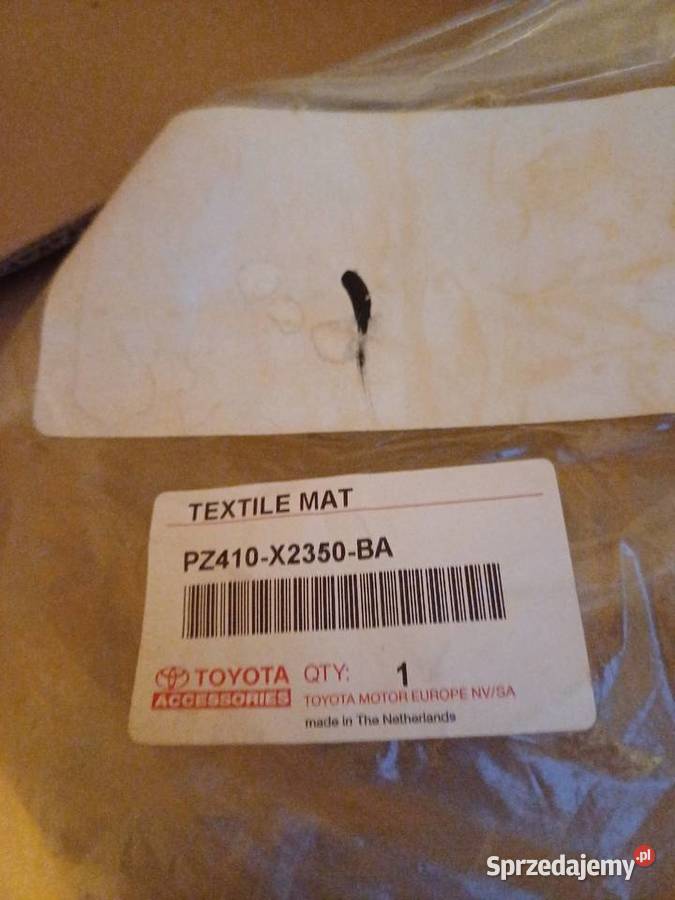 TEXTILE MAT
PZ410-X2350-BA
TOYOTA QTY: 1
ACCESSORIES TOYOTA MOTOR EUROPE NV/SA
made in The Netherlands
Sprzedajemy.pl